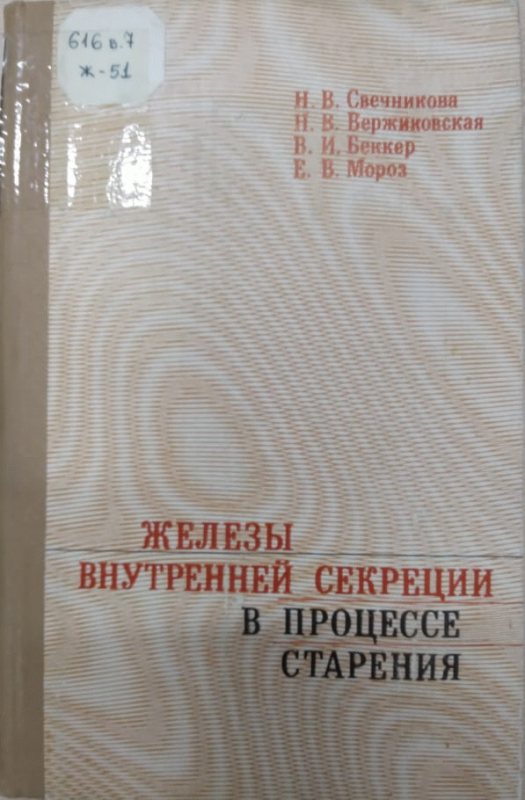 616 в.7
ж-51
Н. В. Свечникова
Н. В. Вержиковская
В. И. Беккер
Е. В. Мороз
ЖЕЛЕЗЫ
ВНУТРЕННЕЙ СЕКРЕЦИИ
В ПРОЦЕССЕ
СТАРЕНИЯ